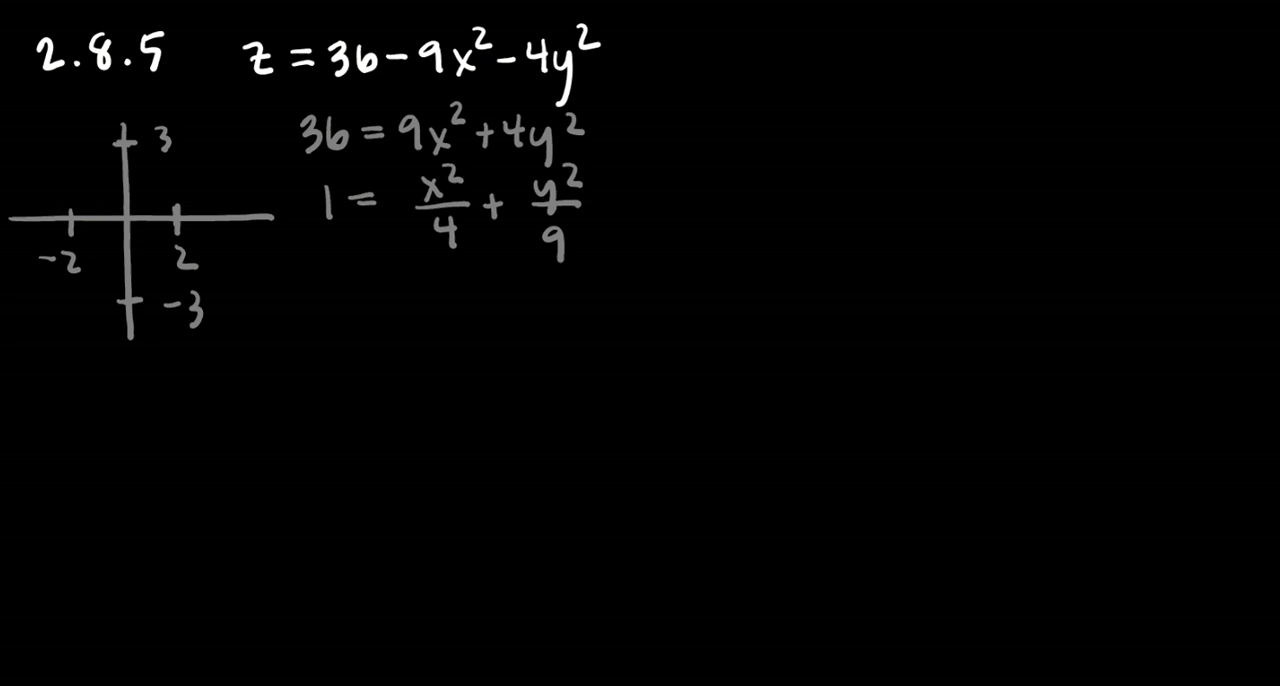 2.8.5 z = 36 - 9x² - 4y²
36 = 9x² + 4y²
1 = x²/4 + y²/9
3
-2 2
-3